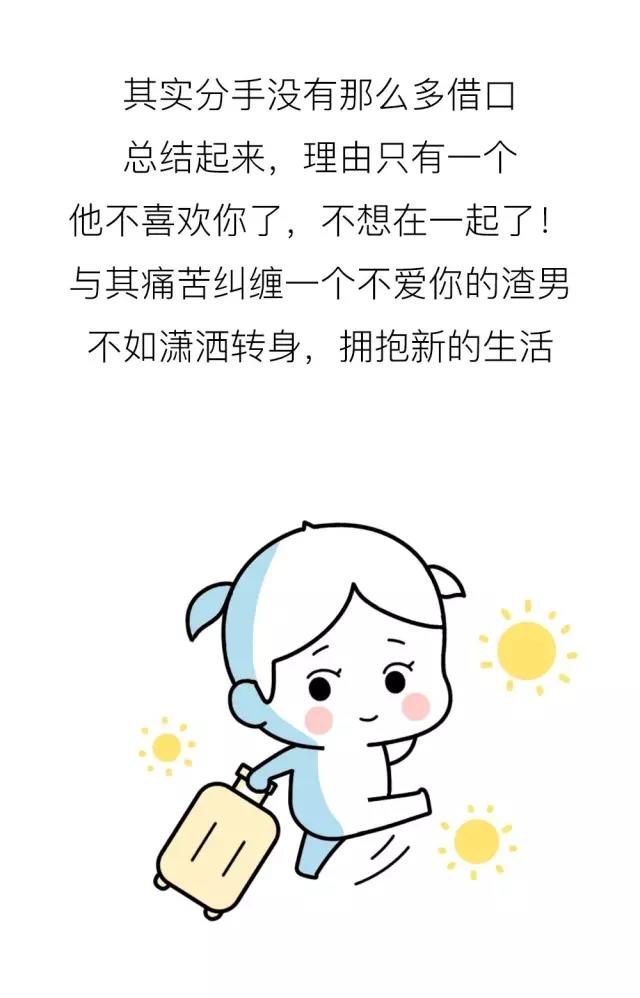 其实分手没有那么多借口
总结起来，理由只有一个
他不喜欢你了，不想在一起了！
与其痛苦纠缠一个不爱你的渣男
不如潇洒转身，拥抱新的生活